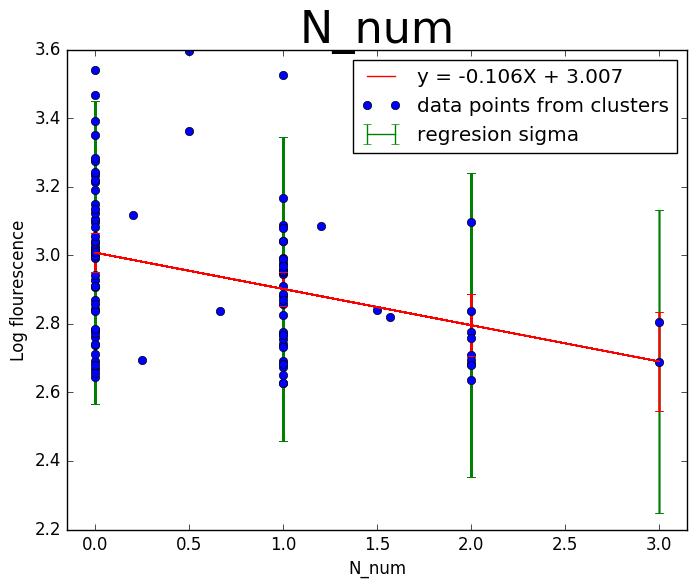 N_num
y = -0.106X + 3.007
data points from clusters
regresion sigma
3.6
3.4
3.2
3.0
2.8
2.6
2.4
2.2
Log flourescence
0.0 0.5 1.0 1.5 2.0 2.5 3.0
N_num